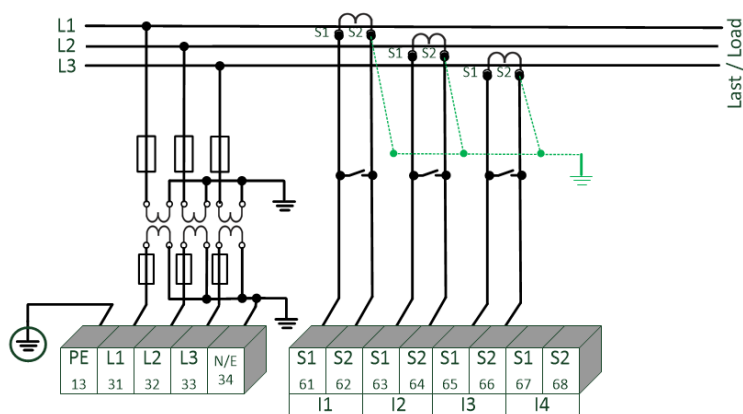 L1
S1 S2
L2
S1 S2
L3
S1 S2
Last / Load
PE L1 L2 L3 N/E
13 31 32 33 34
S1 S2 S1 S2 S1 S2 S1 S2
61 62 63 64 65 66 67 68
I1 I2 I3 I4